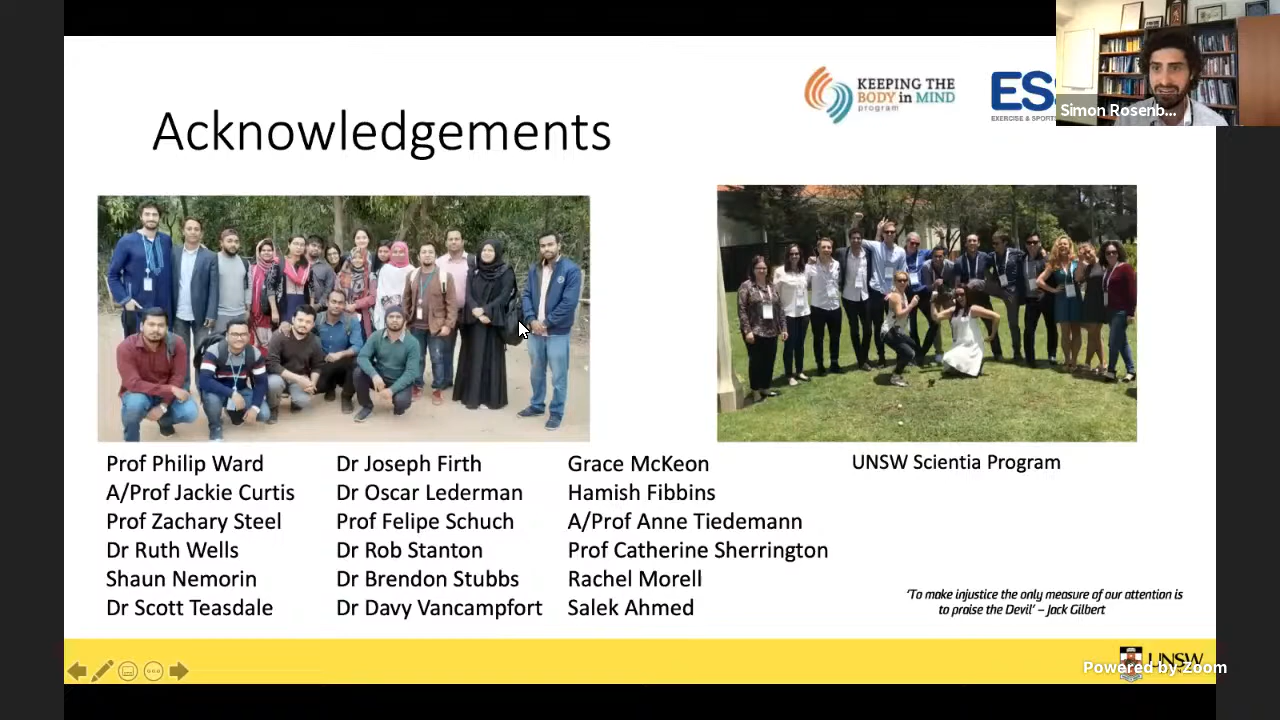 KEEPING THE
BODY in MIND
program
ES
EXERCISE & SPORTS
Simon Rosenb...
Acknowledgements
Prof Philip Ward
A/Prof Jackie Curtis
Prof Zachary Steel
Dr Ruth Wells
Shaun Nemorin
Dr Scott Teasdale
Dr Joseph Firth
Dr Oscar Lederman
Prof Felipe Schuch
Dr Rob Stanton
Dr Brendon Stubbs
Dr Davy Vancampfort
Grace McKeon
Hamish Fibbins
A/Prof Anne Tiedemann
Prof Catherine Sherrington
Rachel Morell
Salek Ahmed
UNSW Scientia Program
‘To make injustice the only measure of our attention is
to praise the Devil’ – Jack Gilbert
UNSW
Powered by Zoom